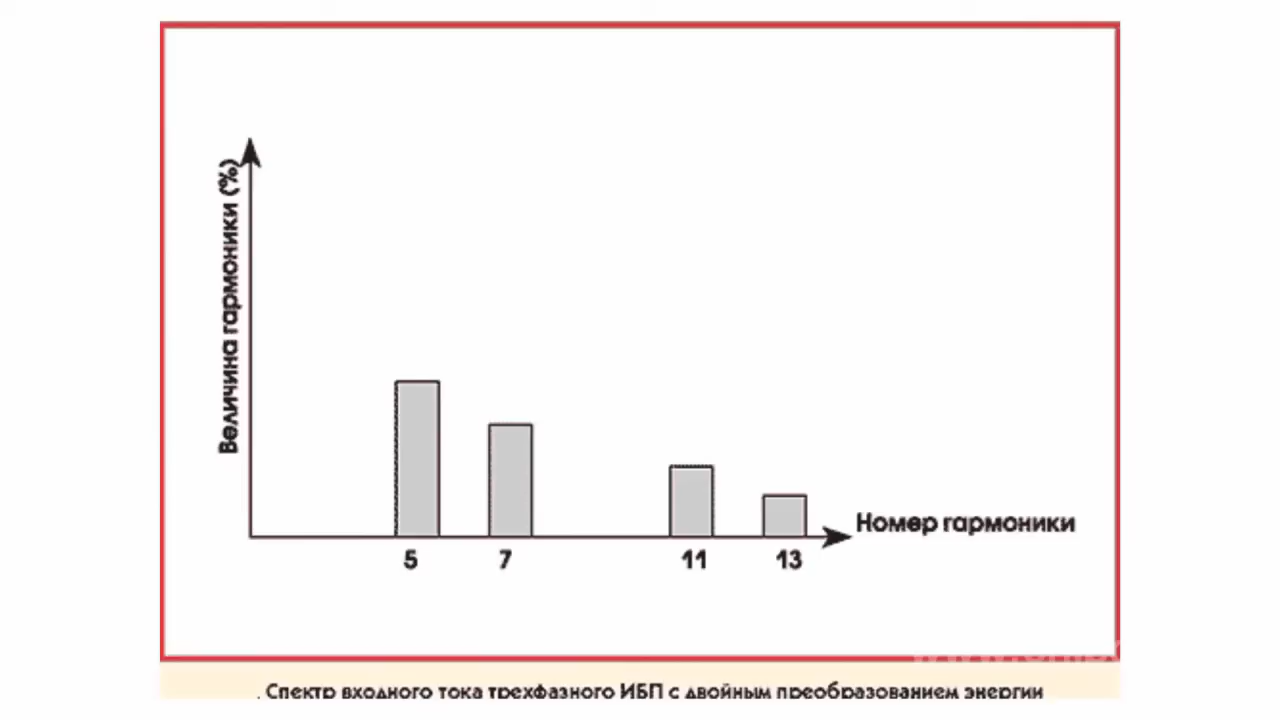 Величина гармоники (%)
Номер гармоники
5 7 11 13
. Спектр входного тока трехфазного ИБП с двойным преобразованием энергии